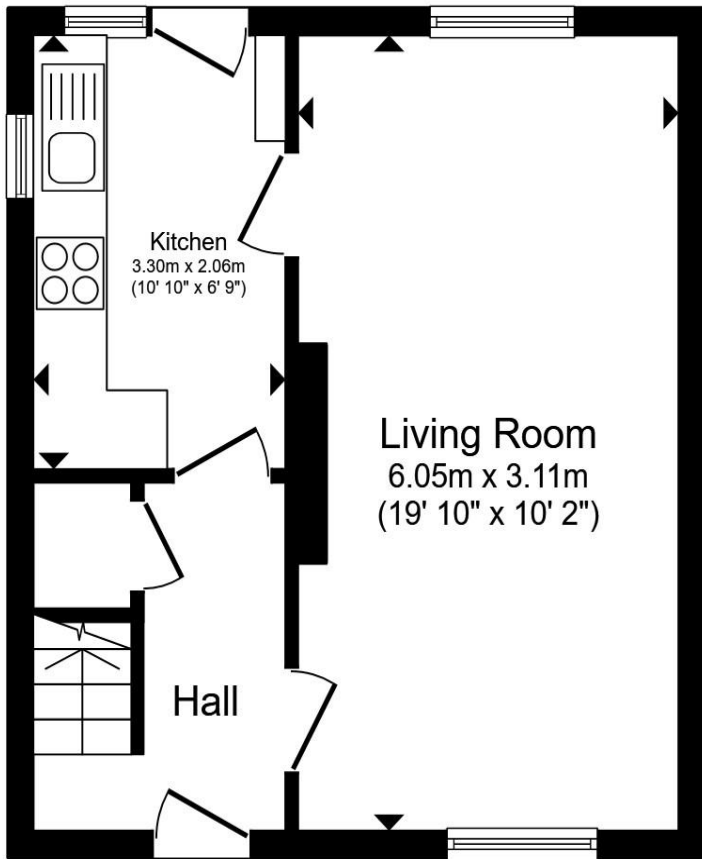 Kitchen
3.30m x 2.06m
(10' 10" x 6' 9")
Living Room
6.05m x 3.11m
(19' 10" x 10' 2")
Hall